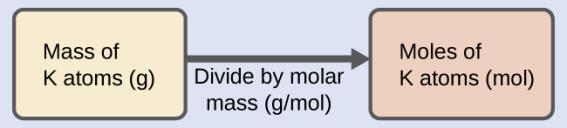 Mass of
K atoms (g)
Divide by molar
mass (g/mol)
Moles of
K atoms (mol)